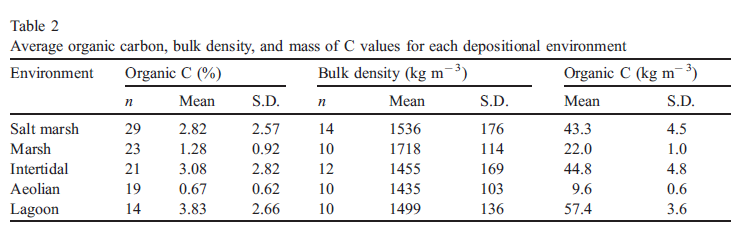 Table 2
Average organic carbon, bulk density, and mass of C values for each depositional environment
Environment Organic C (%) Bulk density (kg m−3) Organic C (kg m−3)
n Mean S.D. n Mean S.D. Mean S.D.
Salt marsh 29 2.82 2.57 14 1536 176 43.3 4.5
Marsh 23 1.28 0.92 10 1718 114 22.0 1.0
Intertidal 21 3.08 2.82 12 1455 169 44.8 4.8
Aeolian 19 0.67 0.62 10 1435 103 9.6 0.6
Lagoon 14 3.83 2.66 10 1499 136 57.4 3.6